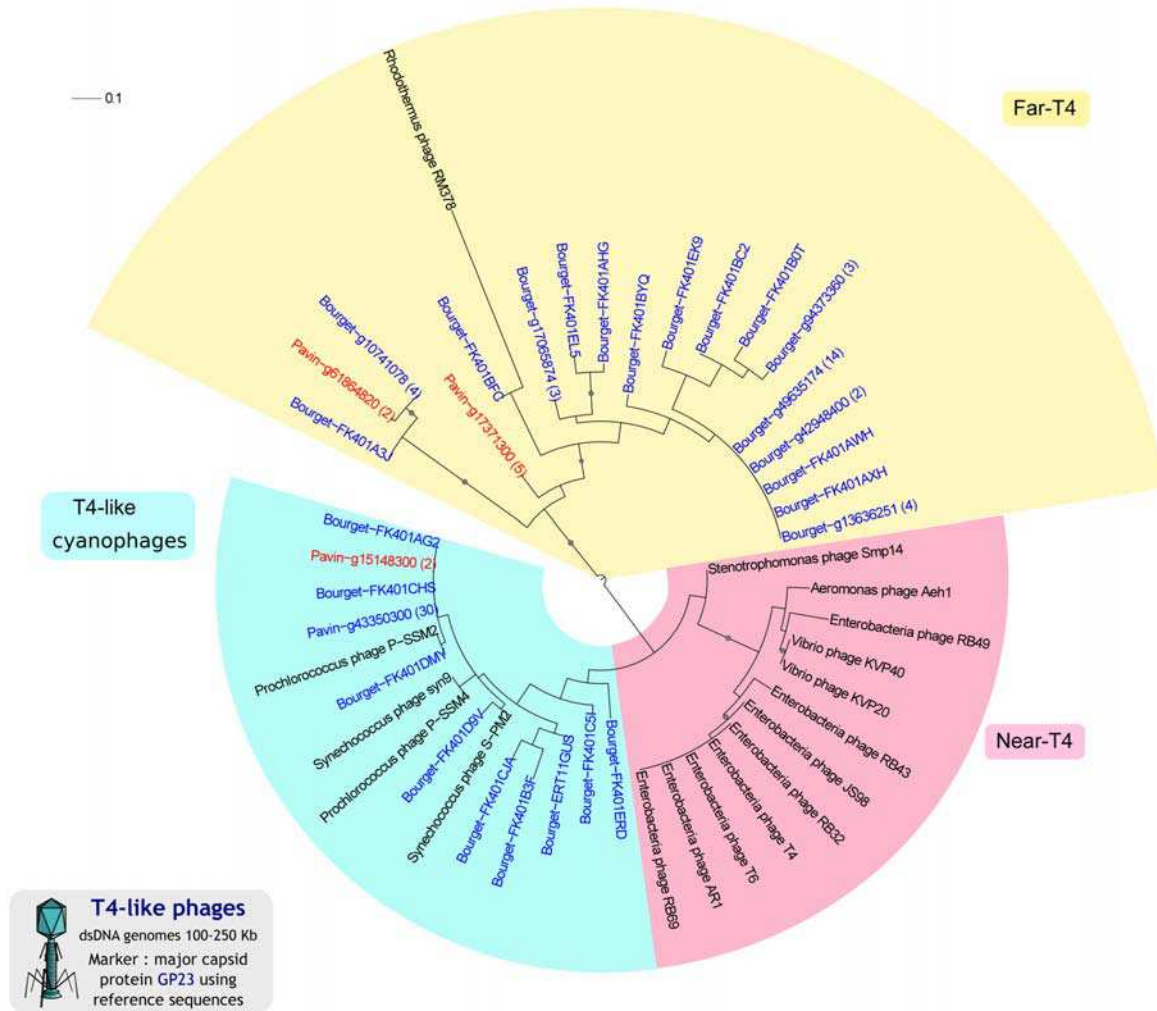 0.1
Far-T4
Rhodothermus phage RM378
Bourget-g10741078 (4)
Pavin-g61864820 (2)
Bourget-FK401A3J
Bourget-FK401BFC
Pavin-g17371300 (5)
Bourget-g17065874 (3)
Bourget-FK401EL5
Bourget-FK401AHG
Bourget-FK401BYQ
Bourget-FK401EK9
Bourget-FK401BC2
Bourget-FK401B0T
Bourget-g94373360 (3)
Bourget-g49635174 (14)
Bourget-g42948400 (2)
Bourget-FK401AWH
Bourget-FK401AXH
Bourget-g13636251 (4)
T4-like
cyanophages
Bourget-FK401AG2
Pavin-g15148300 (2)
Bourget-FK401CHS
Pavin-g43350300 (30)
Prochlorococcus phage P-SSM2
Bourget-FK401DMY
Synechococcus phage syn9
Prochlorococcus phage P-SSM4
Bourget-FK401D9V
Synechococcus phage S-PM2
Bourget-FK401CJA
Bourget-FK401B3F
Bourget-ERT11GUS
Bourget-FK401C5I
Bourget-FK401ERD
Stenotrophomonas phage Smp14
Aeromonas phage Aeh1
Enterobacteria phage RB49
Vibrio phage KVP40
Vibrio phage KVP20
Enterobacteria phage RB43
Enterobacteria phage JS98
Enterobacteria phage RB32
Enterobacteria phage T4
Enterobacteria phage T6
Enterobacteria phage AR1
Enterobacteria phage RB69
Near-T4
T4-like phages
dsDNA genomes 100-250 Kb
Marker : major capsid
protein GP23 using
reference sequences